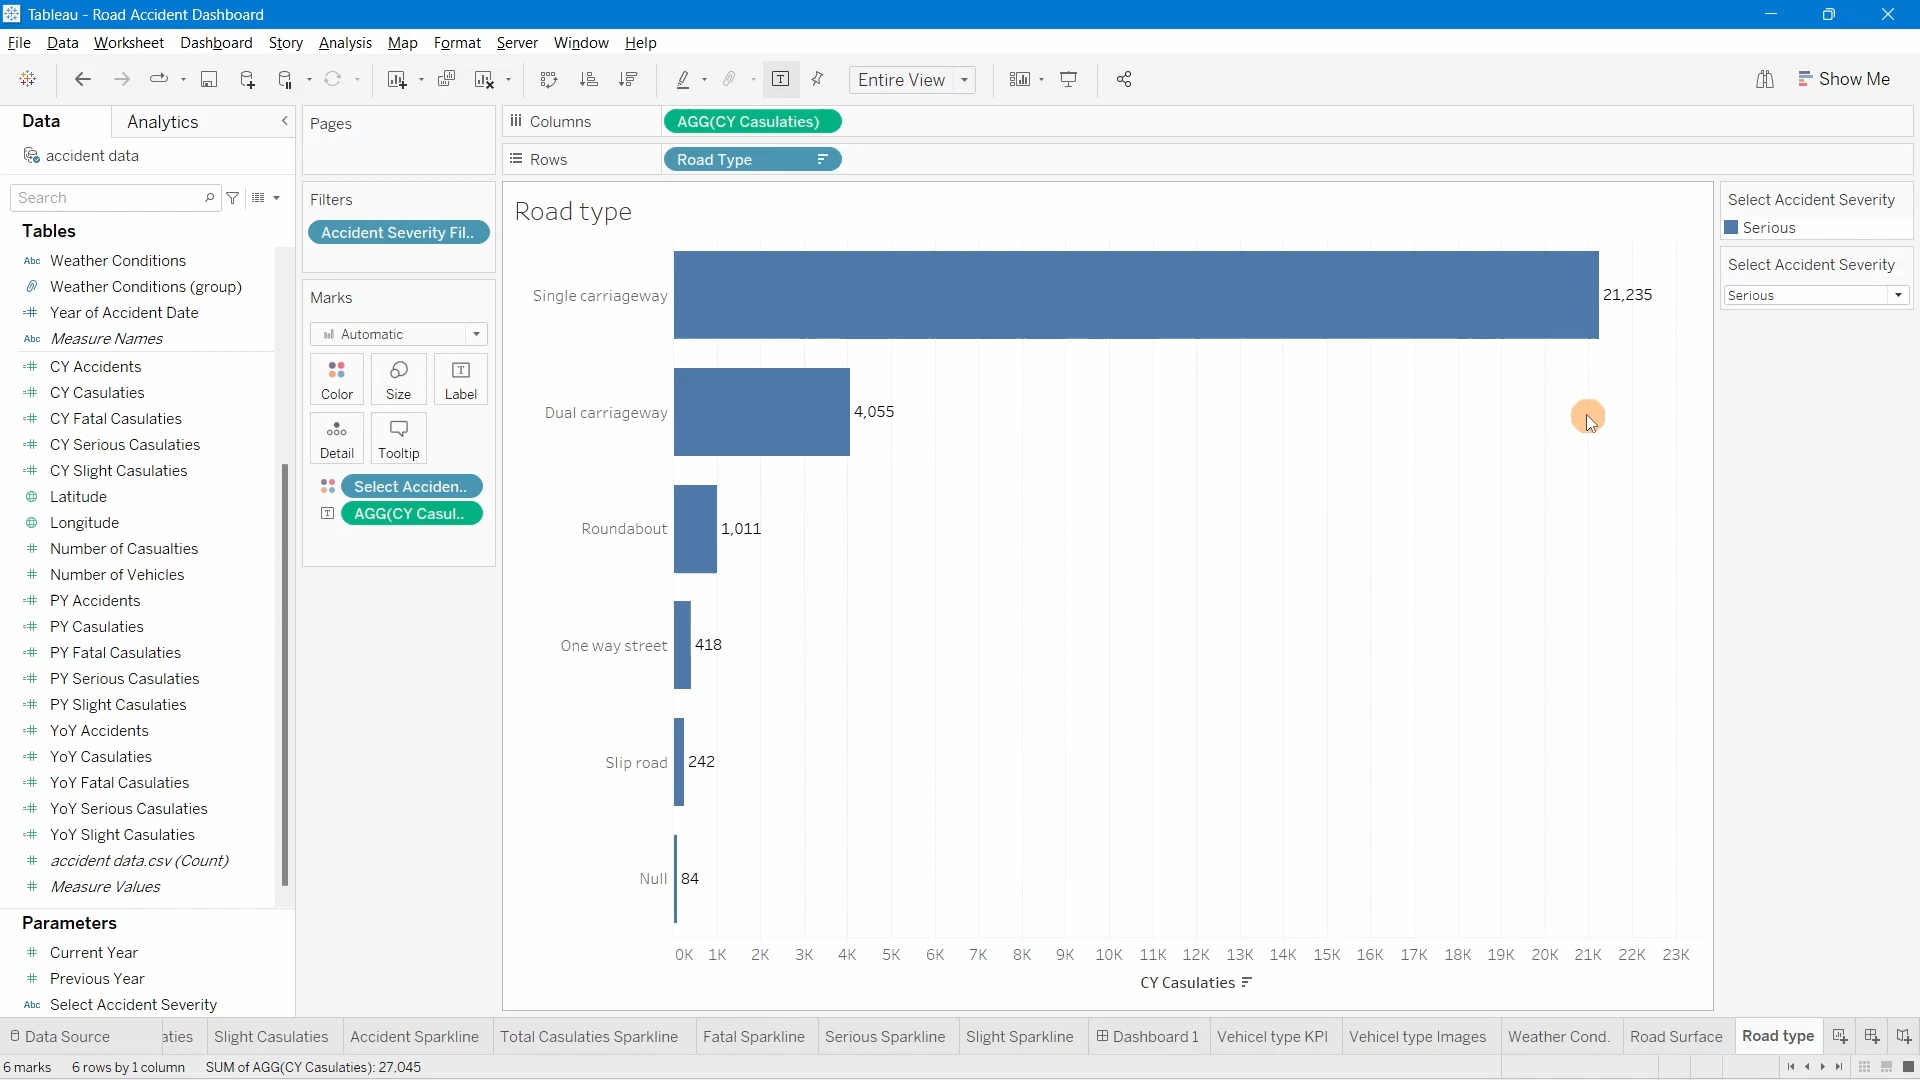 Tableau - Road Accident Dashboard
File Data Worksheet Dashboard Story Analysis Map Format Server Window Help
Entire View
Show Me
Data
Analytics
accident data
Search
Tables
Abc Weather Conditions
Weather Conditions (group)
Year of Accident Date
Abc Measure Names
CY Accidents
CY Casulaties
CY Fatal Casulaties
CY Serious Casulaties
CY Slight Casulaties
Latitude
Longitude
Number of Casualties
Number of Vehicles
PY Accidents
PY Casulaties
PY Fatal Casulaties
PY Serious Casulaties
PY Slight Casulaties
YoY Accidents
YoY Casulaties
YoY Fatal Casulaties
YoY Serious Casulaties
YoY Slight Casulaties
accident data.csv (Count)
Measure Values
Parameters
Current Year
Previous Year
Abc Select Accident Severity
Pages
Filters
Accident Severity Fil..
Marks
Automatic
Color Size Label
Detail Tooltip
Select Acciden..
AGG(CY Casul..
Columns AGG(CY Casulaties)
Rows Road Type
Road type
Single carriageway 21,235
Dual carriageway 4,055
Roundabout 1,011
One way street 418
Slip road 242
Null 84
0K 1K 2K 3K 4K 5K 6K 7K 8K 9K 10K 11K 12K 13K 14K 15K 16K 17K 18K 19K 20K 21K 22K 23K
CY Casulaties
Select Accident Severity
Serious
Select Accident Severity
Serious
Data Source aties Slight Casulaties Accident Sparkline Total Casulaties Sparkline Fatal Sparkline Serious Sparkline Slight Sparkline Dashboard 1 Vehicel type KPI Vehicel type Images Weather Cond. Road Surface Road type
6 marks 6 rows by 1 column SUM of AGG(CY Casulaties): 27,045